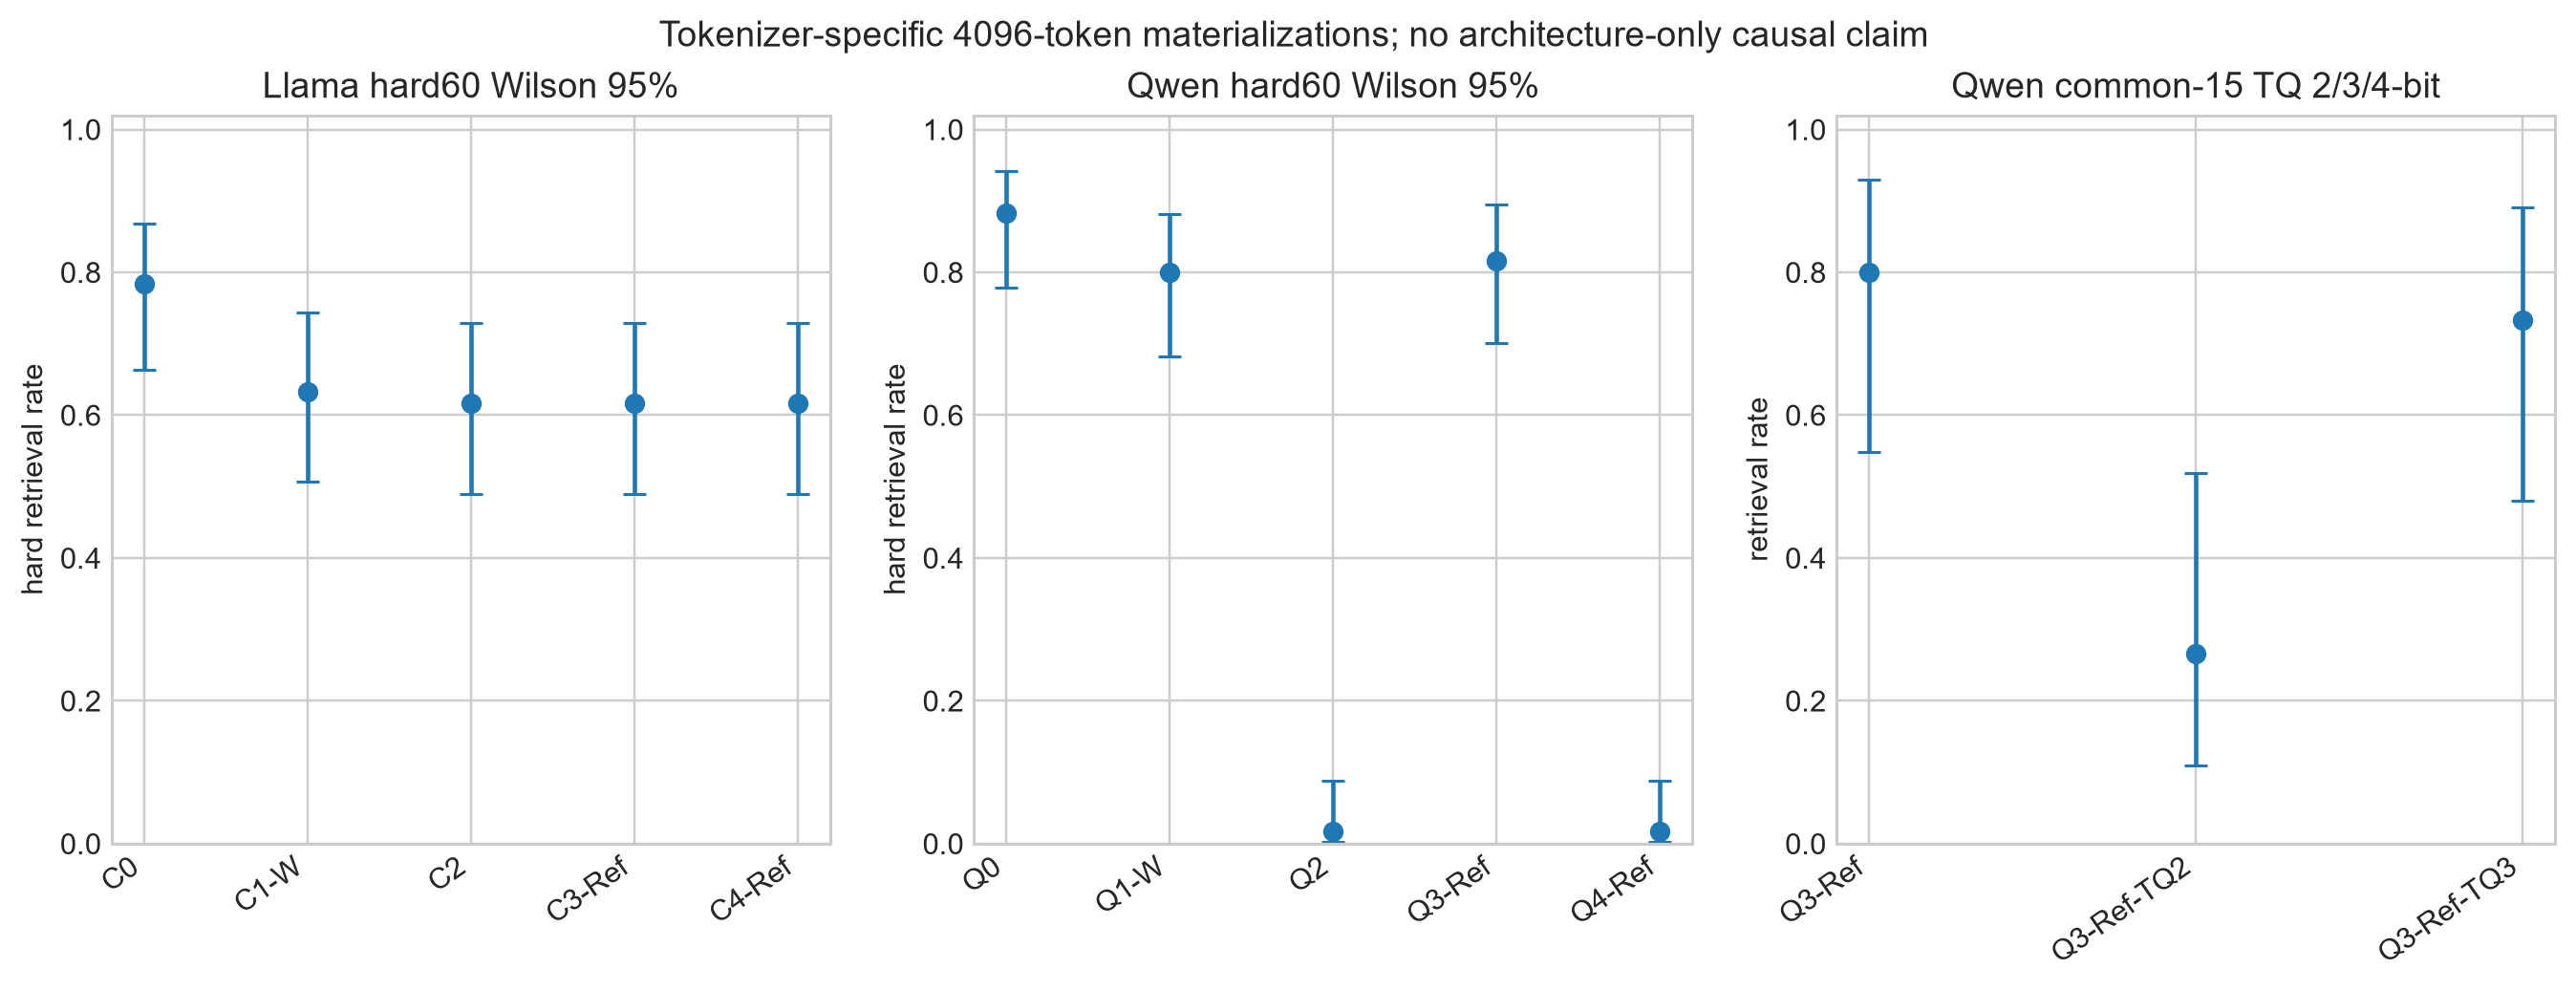 Tokenizer-specific 4096-token materializations; no architecture-only causal claim
Llama hard60 Wilson 95%
hard retrieval rate
1.0
0.8
0.6
0.4
0.2
0.0
C0
C1-W
C2
C3-Ref
C4-Ref
Qwen hard60 Wilson 95%
hard retrieval rate
1.0
0.8
0.6
0.4
0.2
0.0
Q0
Q1-W
Q2
Q3-Ref
Q4-Ref
Qwen common-15 TQ 2/3/4-bit
retrieval rate
1.0
0.8
0.6
0.4
0.2
0.0
Q3-Ref
Q3-Ref-TQ2
Q3-Ref-TQ3